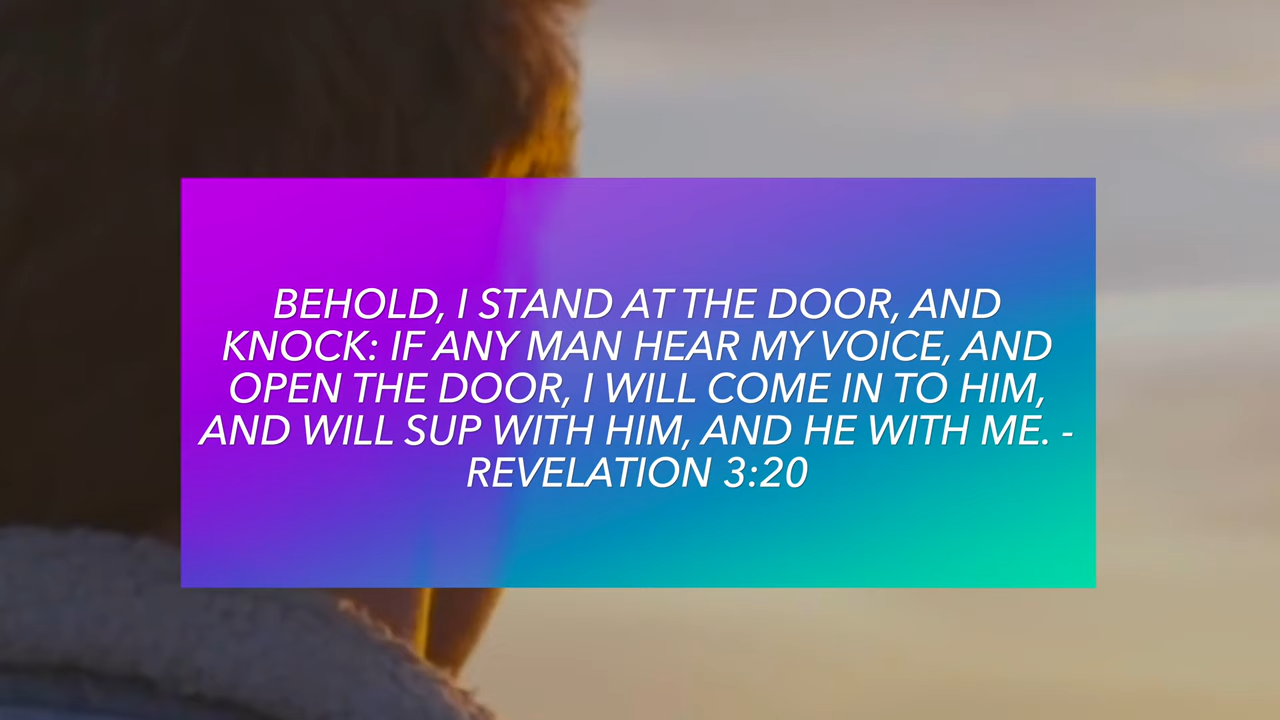 BEHOLD, I STAND AT THE DOOR, AND
KNOCK: IF ANY MAN HEAR MY VOICE, AND
OPEN THE DOOR, I WILL COME IN TO HIM,
AND WILL SUP WITH HIM, AND HE WITH ME. -
REVELATION 3:20